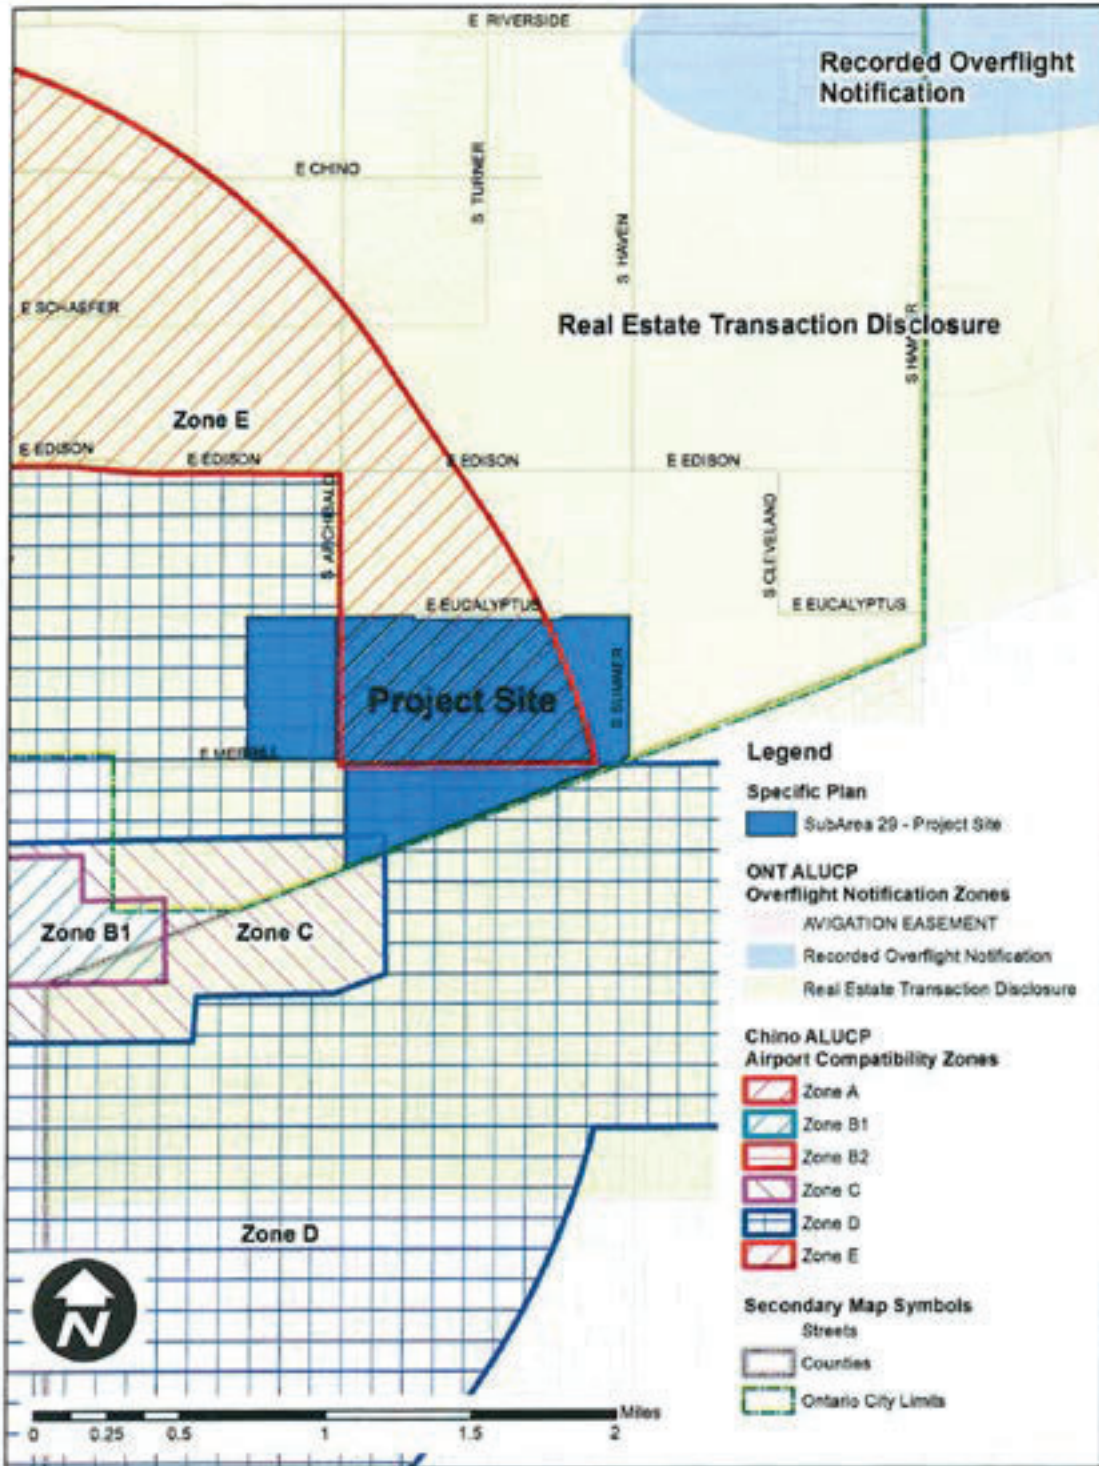 E RIVERSIDE
Recorded Overflight
Notification
E CHINO
S TURNER
S HAVEN
E SCHAEFER
Real Estate Transaction Disclosure
Zone E
E EDISON
E EDISON
E EDISON
E EDISON
S ARCHIBALD
S CLEVELAND
E EUCALYPTUS
E EUCALYPTUS
Project Site
S SUMMER
E MERRILL
Zone B1
Zone C
Zone D
N
0
0.25
0.5
1
1.5
2
Miles
Legend
Specific Plan
SubArea 29 - Project Site
ONT ALUCP
Overflight Notification Zones
AVIGATION EASEMENT
Recorded Overflight Notification
Real Estate Transaction Disclosure
Chino ALUCP
Airport Compatibility Zones
Zone A
Zone B1
Zone B2
Zone C
Zone D
Zone E
Secondary Map Symbols
Streets
Counties
Ontario City Limits